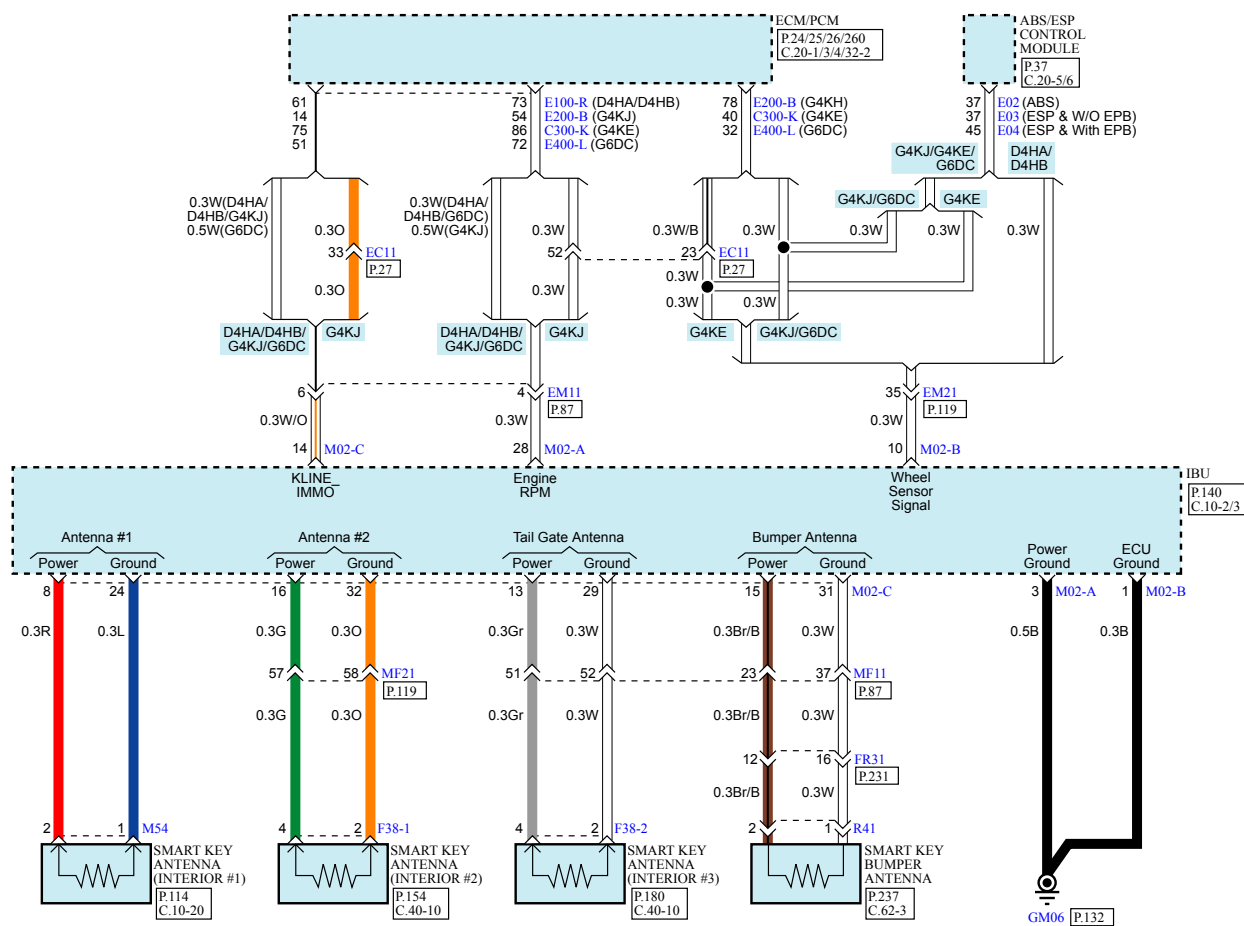 ECM/PCM
P.24/25/26/260
C.20-1/3/4/32-2
ABS/ESP
CONTROL
MODULE
P.37
C.20-5/6
61
14
75
51
73 E100-R (D4HA/D4HB)
54 E200-B (G4KJ)
86 C300-K (G4KE)
72 E400-L (G6DC)
78 E200-B (G4KH)
40 C300-K (G4KE)
32 E400-L (G6DC)
37 E02 (ABS)
37 E03 (ESP & W/O EPB)
45 E04 (ESP & With EPB)
G4KJ/G4KE/
G6DC
D4HA/
D4HB
G4KJ/G6DC
G4KE
0.3W(D4HA/
D4HB/G4KJ)
0.5W(G6DC)
0.3O
0.3W(D4HA/
D4HB/G6DC)
0.5W(G4KJ)
0.3W
0.3W/B
0.3W
0.3W
0.3W
0.3W
33 EC11
P.27
52
23 EC11
P.27
0.3O
0.3W
0.3W
0.3W
0.3W
D4HA/D4HB/
G4KJ/G6DC
G4KJ
D4HA/D4HB/
G4KJ/G6DC
G4KJ
G4KE
G4KJ/G6DC
6
4 EM11
P.87
35 EM21
P.119
0.3W/O
0.3W
0.3W
14 M02-C
28 M02-A
10 M02-B
KLINE_
IMMO
Engine
RPM
Wheel
Sensor
Signal
IBU
P.140
C.10-2/3
Antenna #1
Power
Ground
Antenna #2
Power
Ground
Tail Gate Antenna
Power
Ground
Bumper Antenna
Power
Ground
Power
Ground
ECU
Ground
8
24
16
32
13
29
15
31 M02-C
3 M02-A
1 M02-B
0.3R
0.3L
0.3G
0.3O
0.3Gr
0.3W
0.3Br/B
0.3W
0.5B
0.3B
57
58 MF21
P.119
51
52
23
37 MF11
P.87
0.3G
0.3O
0.3Gr
0.3W
0.3Br/B
0.3W
12
16 FR31
P.231
0.3Br/B
0.3W
2
1 M54
4
2 F38-1
4
2 F38-2
2
1 R41
SMART KEY
ANTENNA
(INTERIOR #1)
P.114
C.10-20
SMART KEY
ANTENNA
(INTERIOR #2)
P.154
C.40-10
SMART KEY
ANTENNA
(INTERIOR #3)
P.180
C.40-10
SMART KEY
BUMPER
ANTENNA
P.237
C.62-3
GM06 P.132